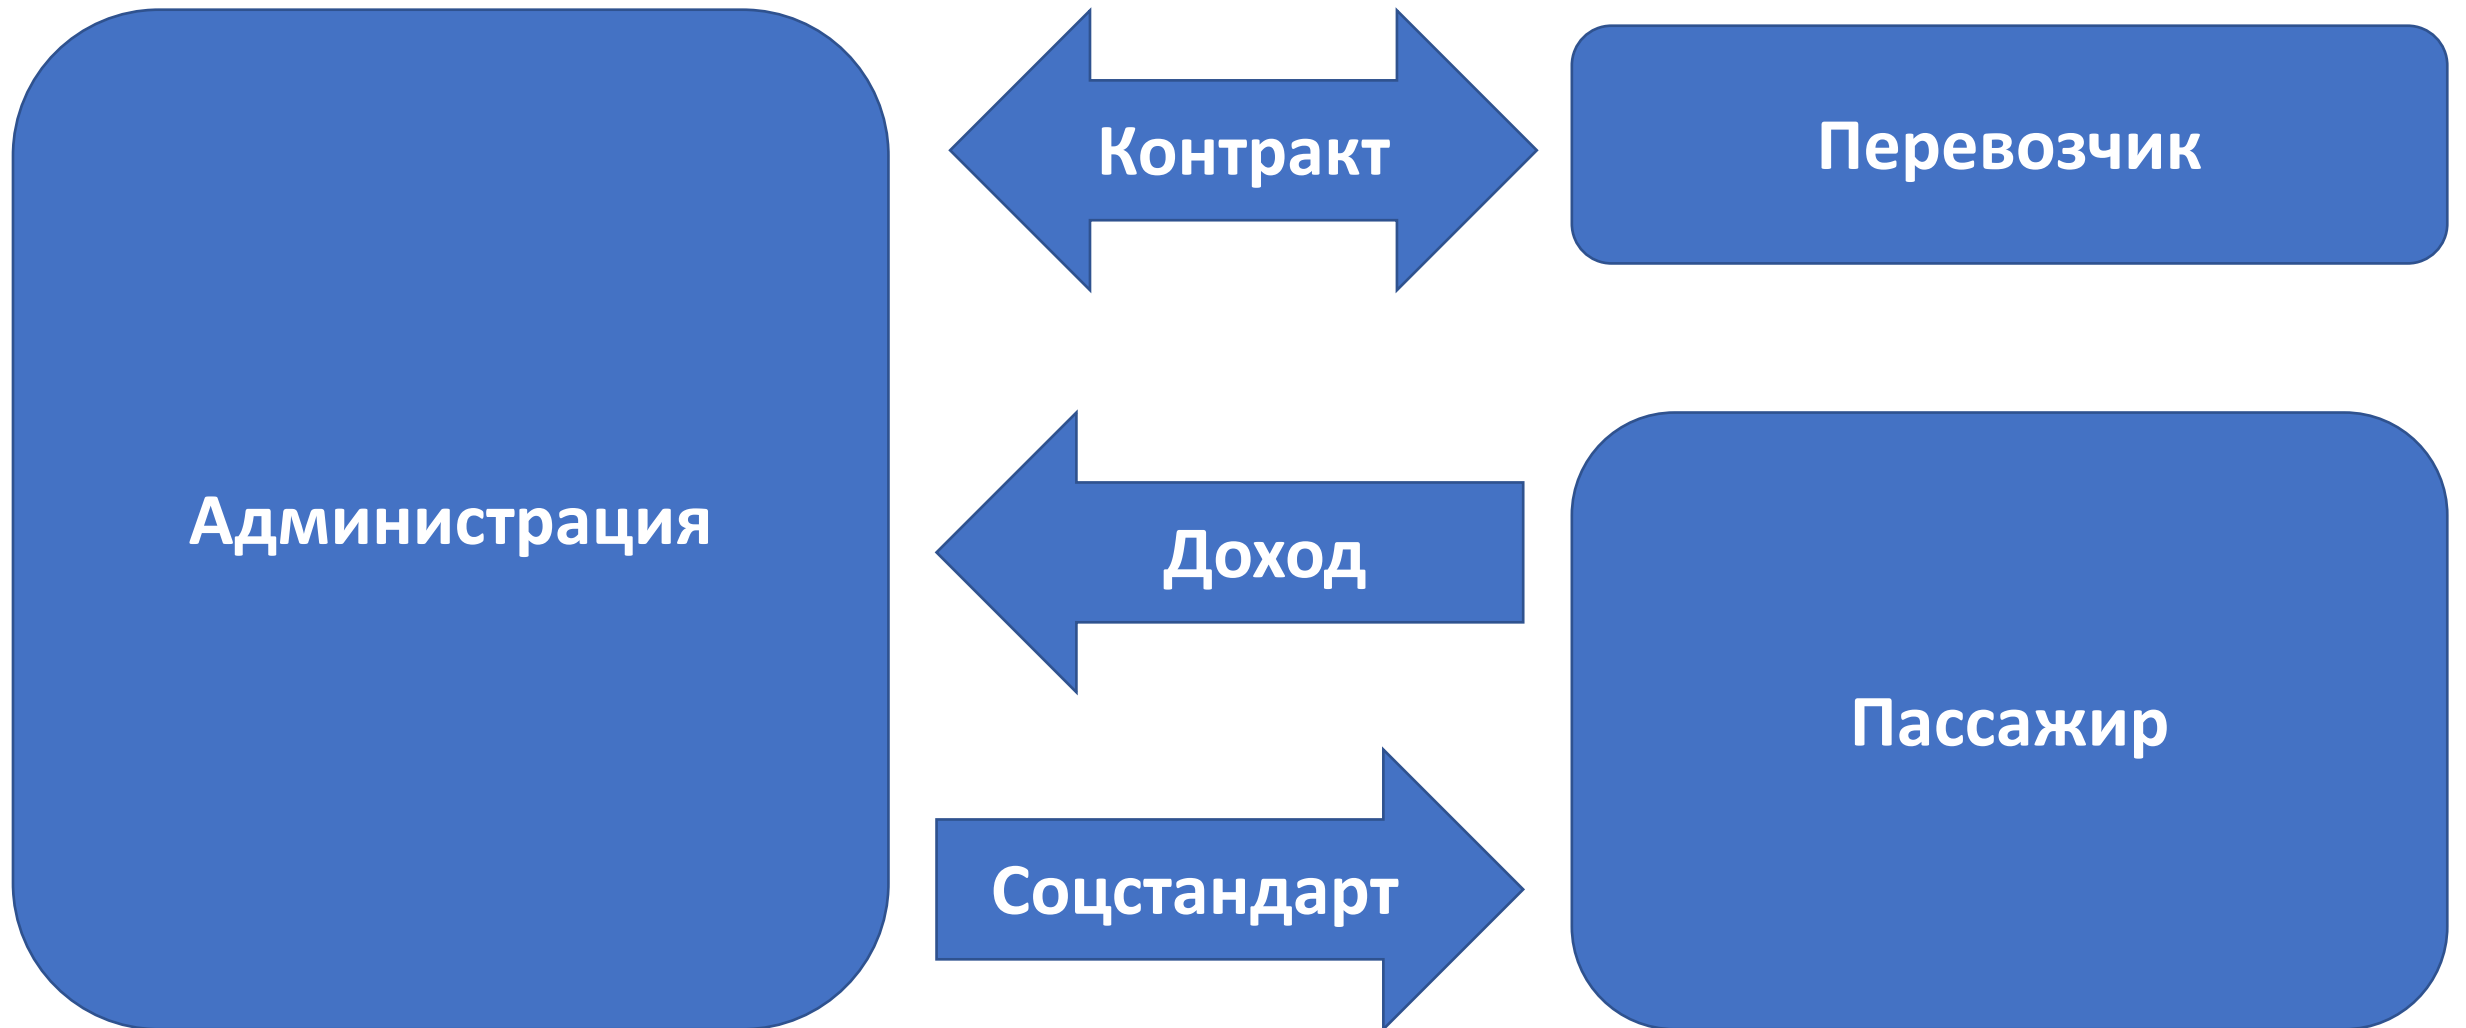 Контракт
Перевозчик
Администрация
Доход
Пассажир
Соцстандарт